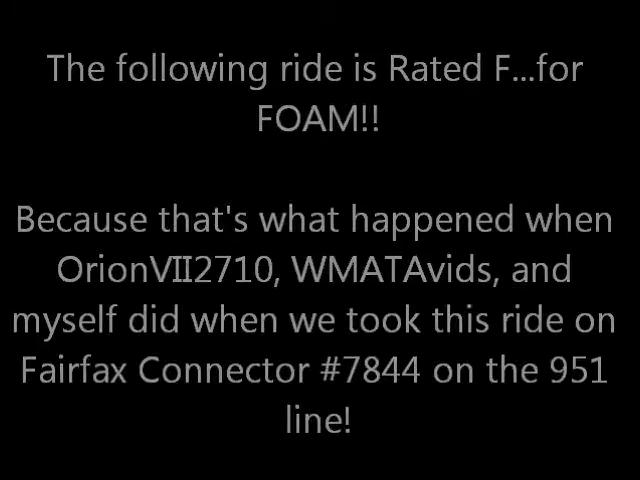 The following ride is Rated F...for
FOAM!!
Because that's what happened when
OrionVII2710, WMATAvids, and
myself did when we took this ride on
Fairfax Connector #7844 on the 951
line!